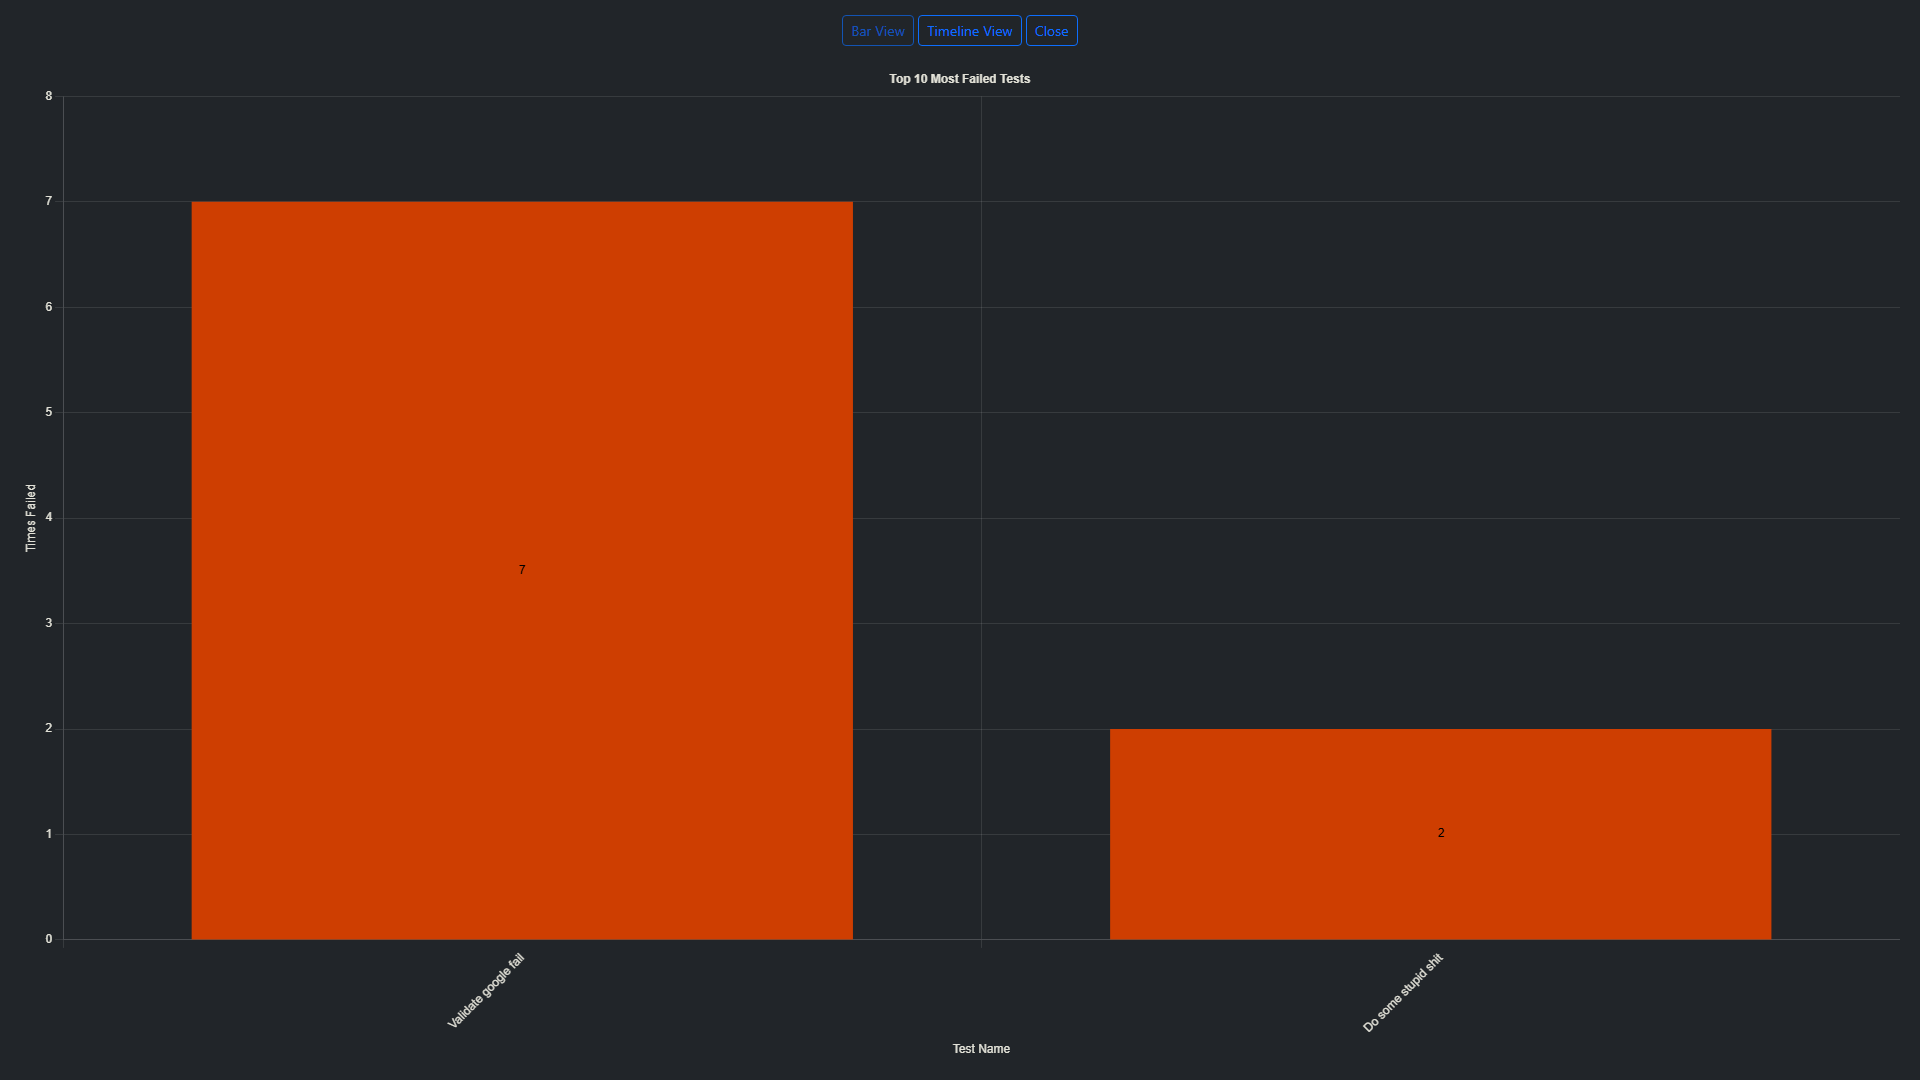 Bar View Timeline View Close
Top 10 Most Failed Tests
8
7
6
5
4
3
2
1
0
Times Failed
7
2
Validate google fail
Do some stupid shit
Test Name